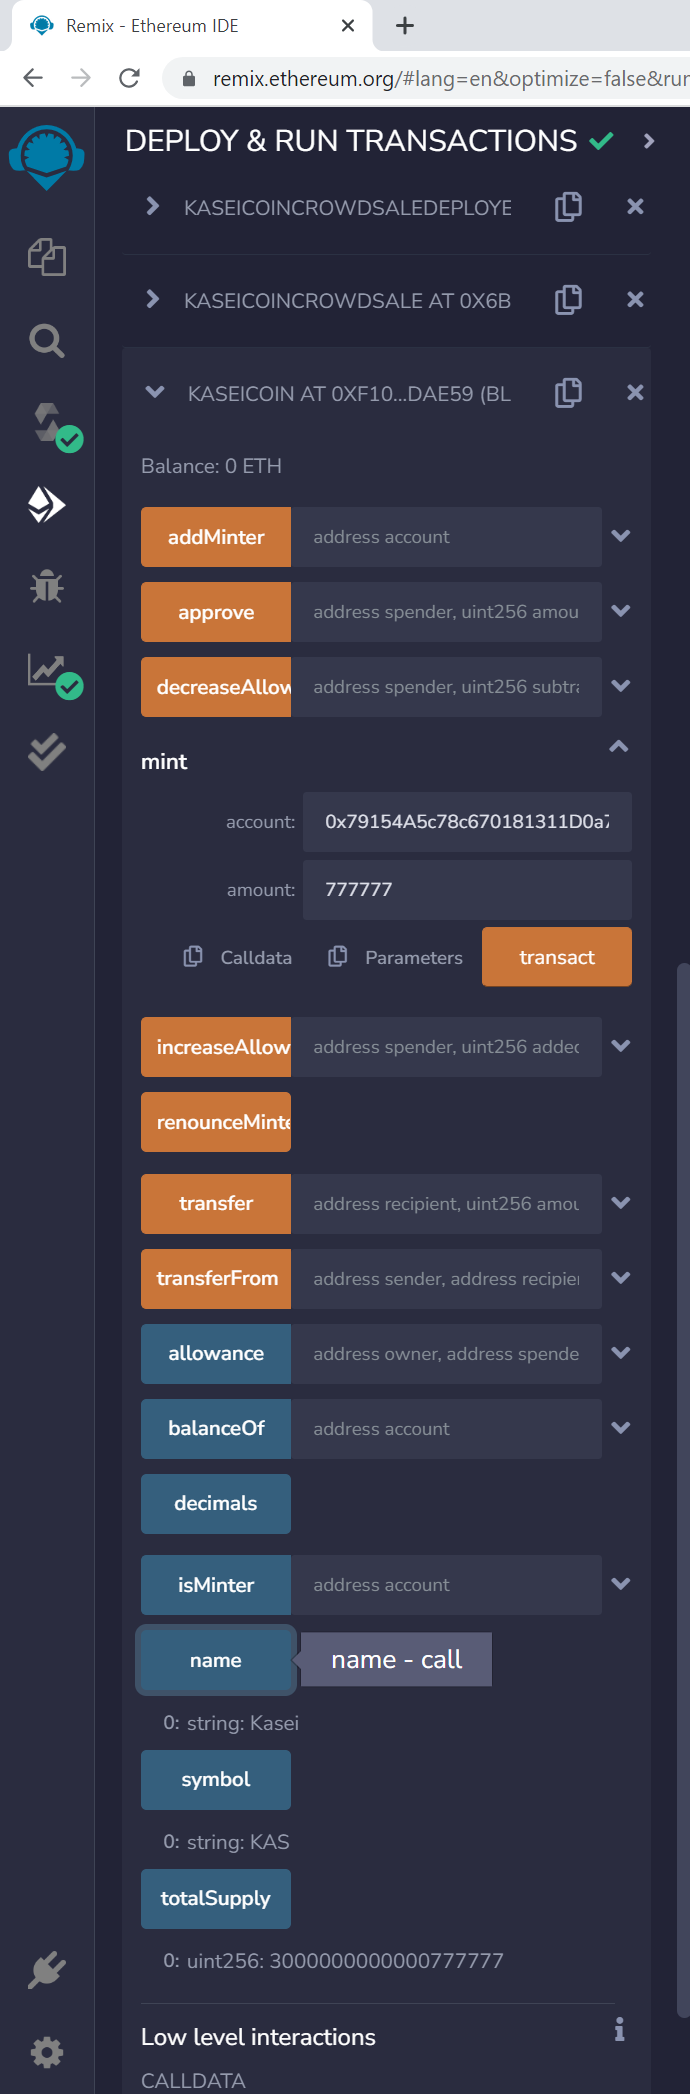 Remix - Ethereum IDE
remix.ethereum.org/#lang=en&optimize=false&run
DEPLOY & RUN TRANSACTIONS
KASEICOINCROWDSALEDEPLOYE
KASEICOINCROWDSALE AT 0X6B
KASEICOIN AT 0XF10...DAE59 (BL
Balance: 0 ETH
addMinter address account
approve address spender, uint256 amou
decreaseAllow address spender, uint256 subtra
mint
account: 0x79154A5c78c670181311D0a7
amount: 777777
Calldata Parameters transact
increaseAllow address spender, uint256 added
renounceMinte
transfer address recipient, uint256 amou
transferFrom address sender, address recipien
allowance address owner, address spende
balanceOf address account
decimals
isMinter address account
name name - call
0: string: Kasei
symbol
0: string: KAS
totalSupply
0: uint256: 3000000000000777777
Low level interactions
CALLDATA